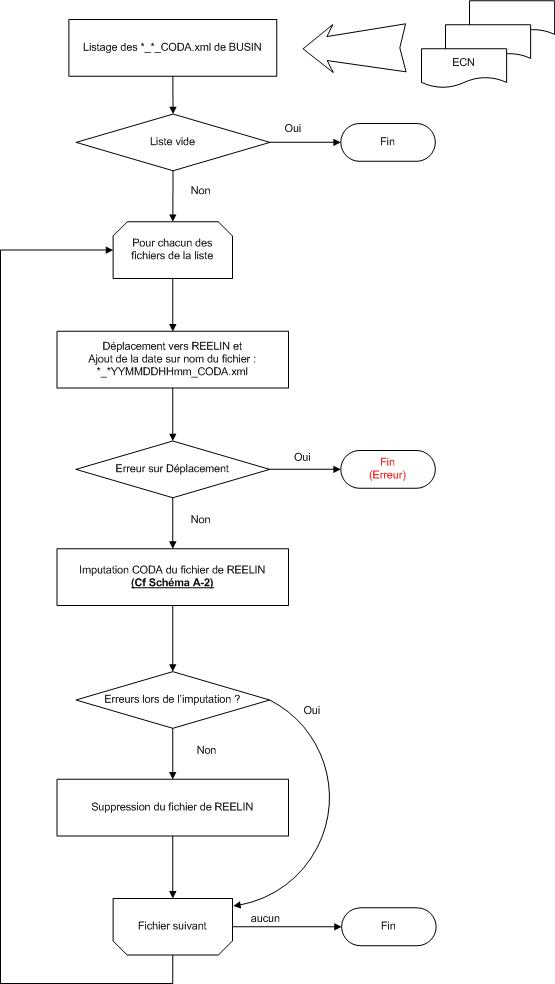 Listage des *_*_CODA.xml de BUSIN
ECN
Liste vide
Oui
Fin
Non
Pour chacun des
fichiers de la liste
Déplacement vers REELIN et
Ajout de la date sur nom du fichier :
*_*YYMMDDHHmm_CODA.xml
Erreur sur Déplacement
Oui
Fin
(Erreur)
Non
Imputation CODA du fichier de REELIN
(Cf Schéma A-2)
Erreurs lors de l'imputation ?
Oui
Non
Suppression du fichier de REELIN
Fichier suivant
aucun
Fin